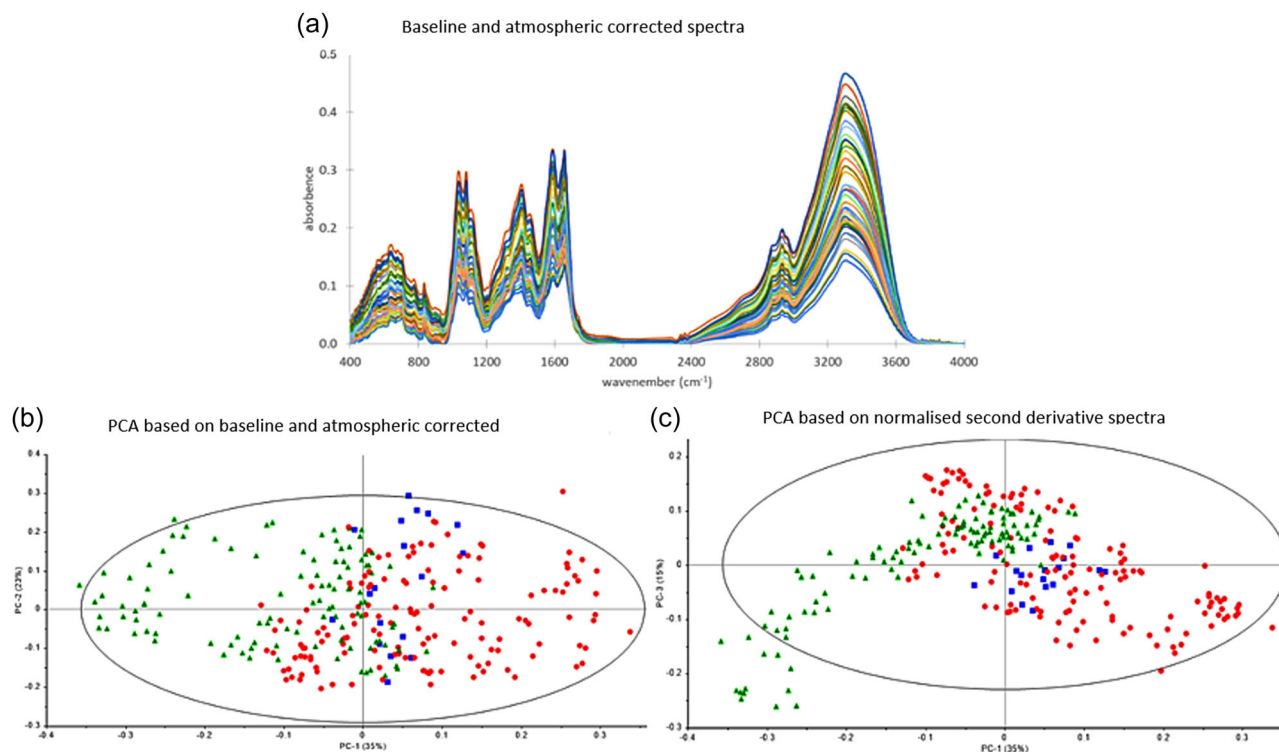 (a) Baseline and atmospheric corrected spectra
0.5
0.4
0.3
0.2
0.1
0.0
absorbence
400 800 1200 1600 2000 2400 2800 3200 3600 4000
wavenember (cm⁻¹)
(b) PCA based on baseline and atmospheric corrected
0.4
0.3
0.2
0.1
0
-0.1
-0.2
-0.3
PC-2 (23%)
-0.4 -0.3 -0.2 -0.1 0 0.1 0.2 0.3
PC-1 (35%)
(c) PCA based on normalised second derivative spectra
0.2
0.1
0
-0.1
-0.2
-0.3
PC-3 (15%)
-0.4 -0.3 -0.2 -0.1 0 0.1 0.2 0.3
PC-1 (35%)